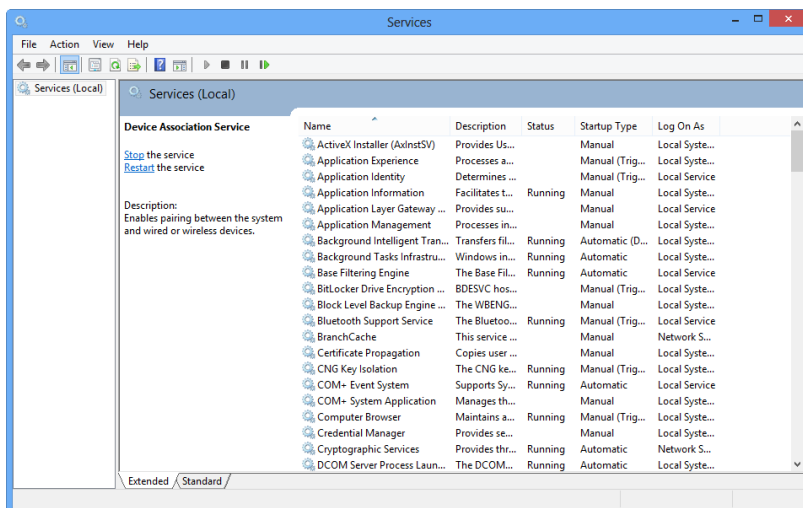 Services
File Action View Help
Services (Local)
Services (Local)
Device Association Service
Stop the service
Restart the service
Description:
Enables pairing between the system
and wired or wireless devices.
Name Description Status Startup Type Log On As
ActiveX Installer (AxInstSV) Provides Us... Manual Local Syste...
Application Experience Processes a... Manual (Trig... Local Syste...
Application Identity Determines ... Manual (Trig... Local Service
Application Information Facilitates t... Running Manual Local Syste...
Application Layer Gateway ... Provides su... Manual Local Service
Application Management Processes in... Manual Local Syste...
Background Intelligent Tran... Transfers fil... Running Automatic (D... Local Syste...
Background Tasks Infrastru... Windows in... Running Automatic Local Syste...
Base Filtering Engine The Base Fil... Running Automatic Local Service
BitLocker Drive Encryption ... BDESVC hos... Manual (Trig... Local Syste...
Block Level Backup Engine ... The WBENG... Manual Local Syste...
Bluetooth Support Service The Bluetoo... Running Manual (Trig... Local Service
BranchCache This service ... Manual Network S...
Certificate Propagation Copies user ... Manual Local Syste...
CNG Key Isolation The CNG ke... Running Manual (Trig... Local Syste...
COM+ Event System Supports Sy... Running Automatic Local Service
COM+ System Application Manages th... Manual Local Syste...
Computer Browser Maintains a... Running Manual (Trig... Local Syste...
Credential Manager Provides se... Manual Local Syste...
Cryptographic Services Provides thr... Running Automatic Network S...
DCOM Server Process Laun... The DCOM... Running Automatic Local Syste...
Extended Standard